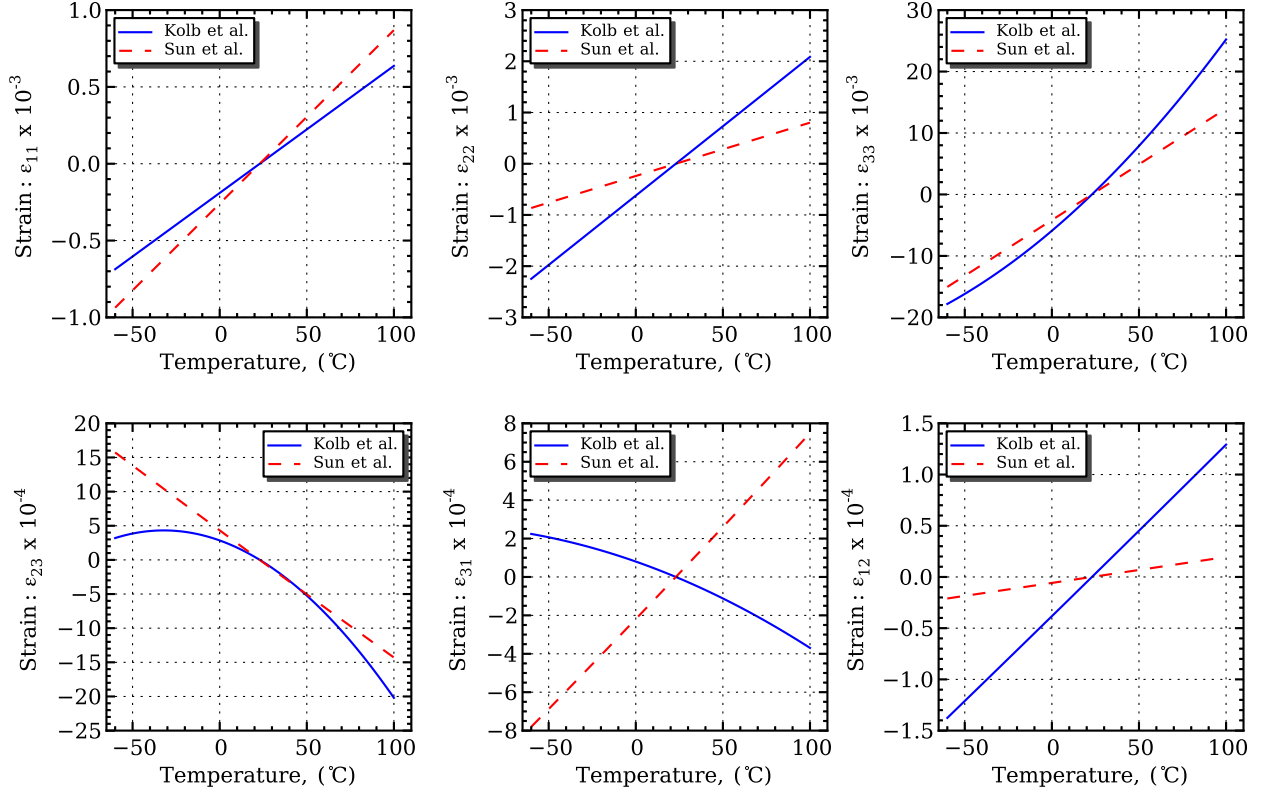 Strain : ε11 x 10-3
1.0
0.5
0.0
−0.5
−1.0
Kolb et al.
Sun et al.
−50 0 50 100
Temperature, (°C)
Strain : ε22 x 10-3
3
2
1
0
−1
−2
−3
Kolb et al.
Sun et al.
−50 0 50 100
Temperature, (°C)
Strain : ε33 x 10-3
30
20
10
0
−10
−20
Kolb et al.
Sun et al.
−50 0 50 100
Temperature, (°C)
Strain : ε23 x 10-4
20
15
10
5
0
−5
−10
−15
−20
−25
Kolb et al.
Sun et al.
−50 0 50 100
Temperature, (°C)
Strain : ε31 x 10-4
8
6
4
2
0
−2
−4
−6
−8
Kolb et al.
Sun et al.
−50 0 50 100
Temperature, (°C)
Strain : ε12 x 10-4
1.5
1.0
0.5
0.0
−0.5
−1.0
−1.5
Kolb et al.
Sun et al.
−50 0 50 100
Temperature, (°C)